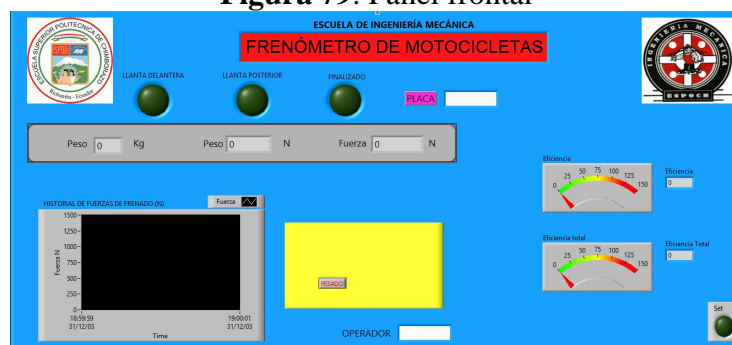 Figura 79. Panel frontal
ESCUELA DE INGENIERÍA MECÁNICA
FRENÓMETRO DE MOTOCICLETAS
ESCUELA SUPERIOR POLITECNICA DE CHIMBORAZO
Riobamba - Ecuador
INGENIERIA MECANICA
ESPOCH
LLANTA DELANTERA
LLANTA POSTERIOR
FINALIZADO
PLACA
Peso 0 Kg
Peso 0 N
Fuerza 0 N
Eficiencia
0 25 50 75 100 125 150
Eficiencia
0
HISTORIAL DE FUERZAS DE FRENADO (N)
Fuerza
Fuerza N
1500
1250
1000
750
500
250
0
18:59:59
31/12/03
19:00:01
31/12/03
Time
PESADO
OPERADOR
Eficiencia total
0 25 50 75 100 125 150
Eficiencia Total
0
Set